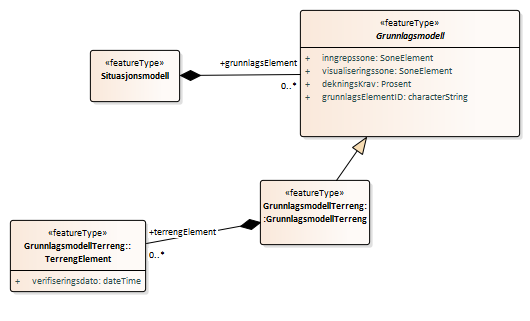 «featureType»
Grunnlagsmodell
+ inngrepssone: SoneElement
+ visualiseringssone: SoneElement
+ dekningsKrav: Prosent
+ grunnlagsElementID: characterString
«featureType»
Situasjonsmodell
+grunnlagsElement
0..*
«featureType»
GrunnlagsmodellTerreng:
:GrunnlagsmodellTerreng
+terrengElement
0..*
«featureType»
GrunnlagsmodellTerreng::
TerrengElement
+ verifiseringsdato: dateTime